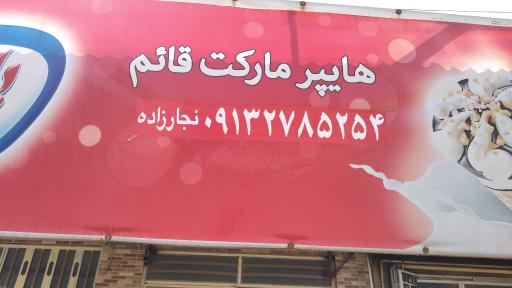 هایپر مارکت قائم
۰۹۱۳۲۷۸۵۲۵۴ نجارزاده